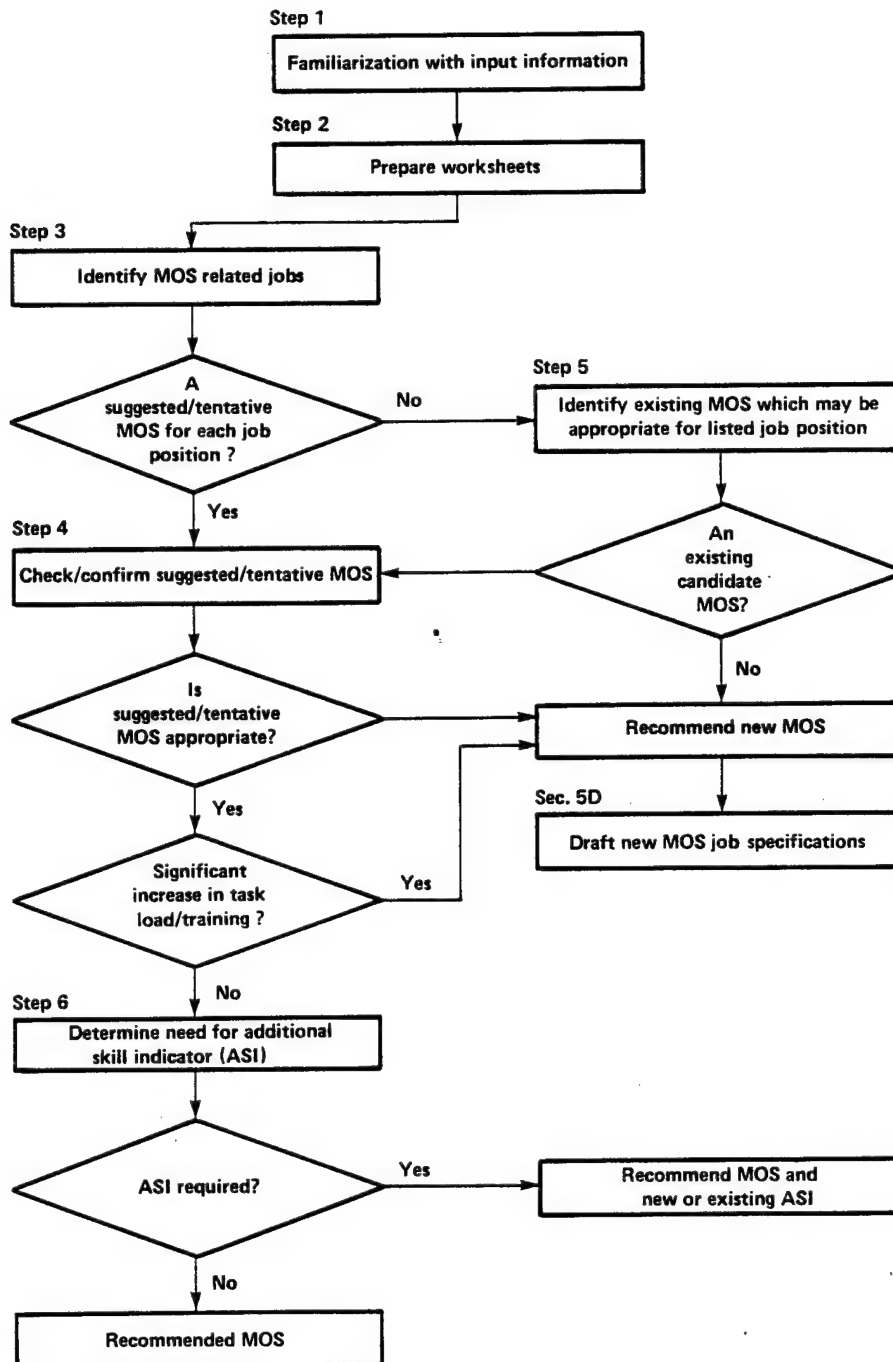 Step 1
Familiarization with input information
Step 2
Prepare worksheets
Step 3
Identify MOS related jobs
A
suggested/tentative
MOS for each job
position ?
No
Step 5
Identify existing MOS which may be
appropriate for listed job position
Yes
Step 4
Check/confirm suggested/tentative MOS
An
existing
candidate
MOS?
No
Is
suggested/tentative
MOS appropriate?
Recommend new MOS
Yes
Sec. 5D
Draft new MOS job specifications
Significant
increase in task
load/training ?
Yes
No
Step 6
Determine need for additional
skill indicator (ASI)
ASI required?
Yes
Recommend MOS and
new or existing ASI
No
Recommended MOS